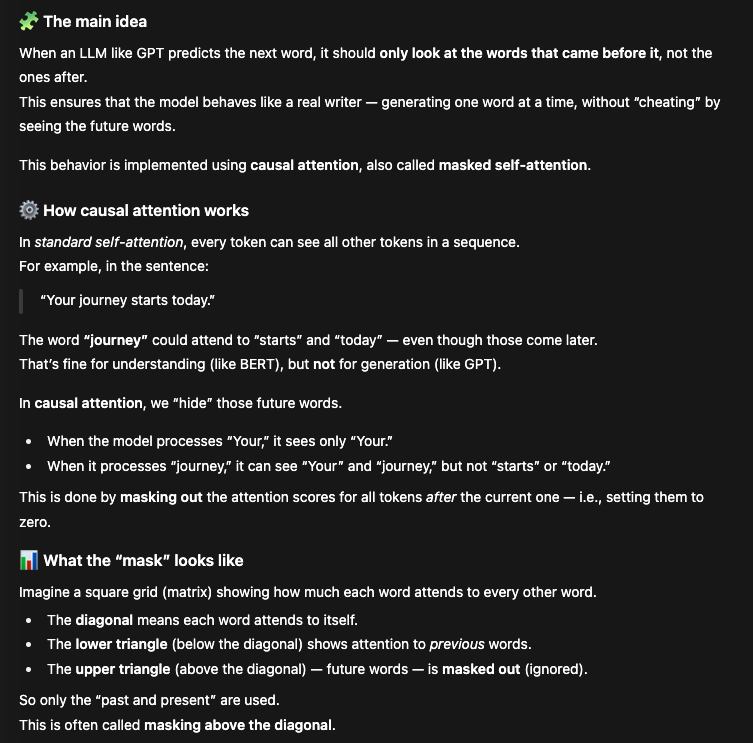 🧩 The main idea
When an LLM like GPT predicts the next word, it should only look at the words that came before it, not the
ones after.
This ensures that the model behaves like a real writer — generating one word at a time, without “cheating” by
seeing the future words.
This behavior is implemented using causal attention, also called masked self-attention.
⚙️ How causal attention works
In standard self-attention, every token can see all other tokens in a sequence.
For example, in the sentence:
“Your journey starts today.”
The word “journey” could attend to “starts” and “today” — even though those come later.
That’s fine for understanding (like BERT), but not for generation (like GPT).
In causal attention, we “hide” those future words.
• When the model processes “Your,” it sees only “Your.”
• When it processes “journey,” it can see “Your” and “journey,” but not “starts” or “today.”
This is done by masking out the attention scores for all tokens after the current one — i.e., setting them to
zero.
📊 What the “mask” looks like
Imagine a square grid (matrix) showing how much each word attends to every other word.
• The diagonal means each word attends to itself.
• The lower triangle (below the diagonal) shows attention to previous words.
• The upper triangle (above the diagonal) — future words — is masked out (ignored).
So only the “past and present” are used.
This is often called masking above the diagonal.